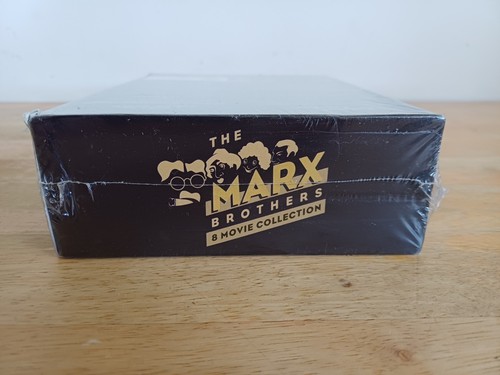 THE
MARX
BROTHERS
8 MOVIE COLLECTION